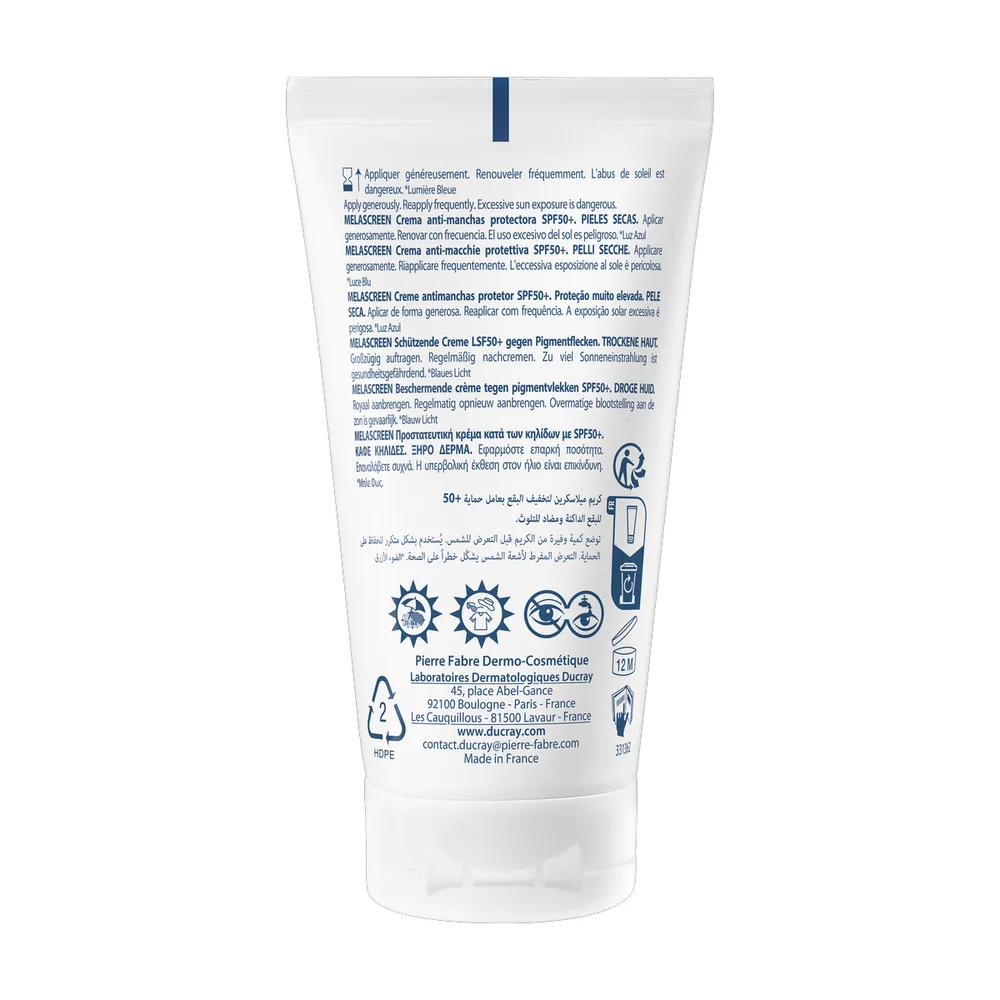 Appliquer généreusement. Renouveler fréquemment. L'abus de soleil est
dangereux. *Lumière Bleue
Apply generously. Reapply frequently. Excessive sun exposure is dangerous.
MELASCREEN Crema anti-manchas protectora SPF50+. PIELES SECAS. Aplicar
generosamente. Renovar con frecuencia. El uso excesivo del sol es peligroso. *Luz Azul
MELASCREEN Crema anti-macchie protettiva SPF50+. PELLI SECCHE. Applicare
generosamente. Riapplicare frequentemente. L'eccessiva esposizione al sole è pericolosa.
*Luce Blu
MELASCREEN Creme antimanchas protetor SPF50+. Proteção muito elevada. PELE
SECA. Aplicar de forma generosa. Reaplicar com frequência. A exposição solar excessiva é
perigosa. *Luz Azul
MELASCREEN Schützende Creme LSF50+ gegen Pigmentflecken. TROCKENE HAUT.
Großzügig auftragen. Regelmäßig nachcremen. Zu viel Sonneneinstrahlung ist
gesundheitsgefährdend. *Blaues Licht
MELASCREEN Beschermende crème tegen pigmentvlekken SPF50+. DROGE HUID.
Royaal aanbrengen. Regelmatig opnieuw aanbrengen. Overmatige blootstelling aan de
zon is gevaarlijk. *Blauw Licht
MELASCREEN Προστατευτική κρέμα κατά των κηλίδων με SPF50+.
ΚΑΦΕ ΚΗΛΙΔΕΣ. ΞΗΡΟ ΔΕΡΜΑ. Εφαρμόστε επαρκή ποσότητα.
Επαναλάβετε συχνά. Η υπερβολική έκθεση στον ήλιο είναι επικίνδυνη.
*Μπλε Φως.
كريم ميلاسكرين لتخفيف البقع بعامل حماية +50
للبقع الداكنة ومضاد للتلوث.
توضع كمية وفيرة من الكريم قبل التعرض للشمس. يُستخدم بشكل متكرر للحفاظ على
الحماية. التعرض المفرط لأشعة الشمس يشكّل خطراً على الصحة. *الضوء الأزرق
FR
12 M
331362
2
HDPE
Pierre Fabre Dermo-Cosmétique
Laboratoires Dermatologiques Ducray
45, place Abel-Gance
92100 Boulogne - Paris - France
Les Cauquillous - 81500 Lavaur - France
www.ducray.com
contact.ducray@pierre-fabre.com
Made in France